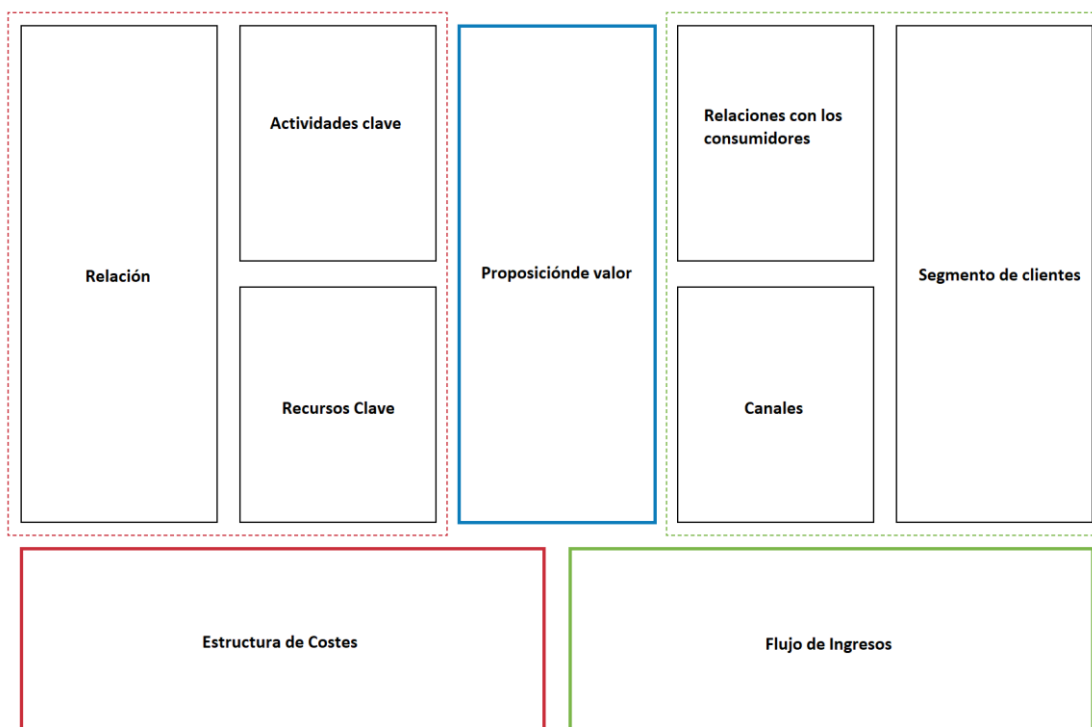 Relación
Actividades clave
Recursos Clave
Proposiciónde valor
Relaciones con los
consumidores
Canales
Segmento de clientes
Estructura de Costes
Flujo de Ingresos